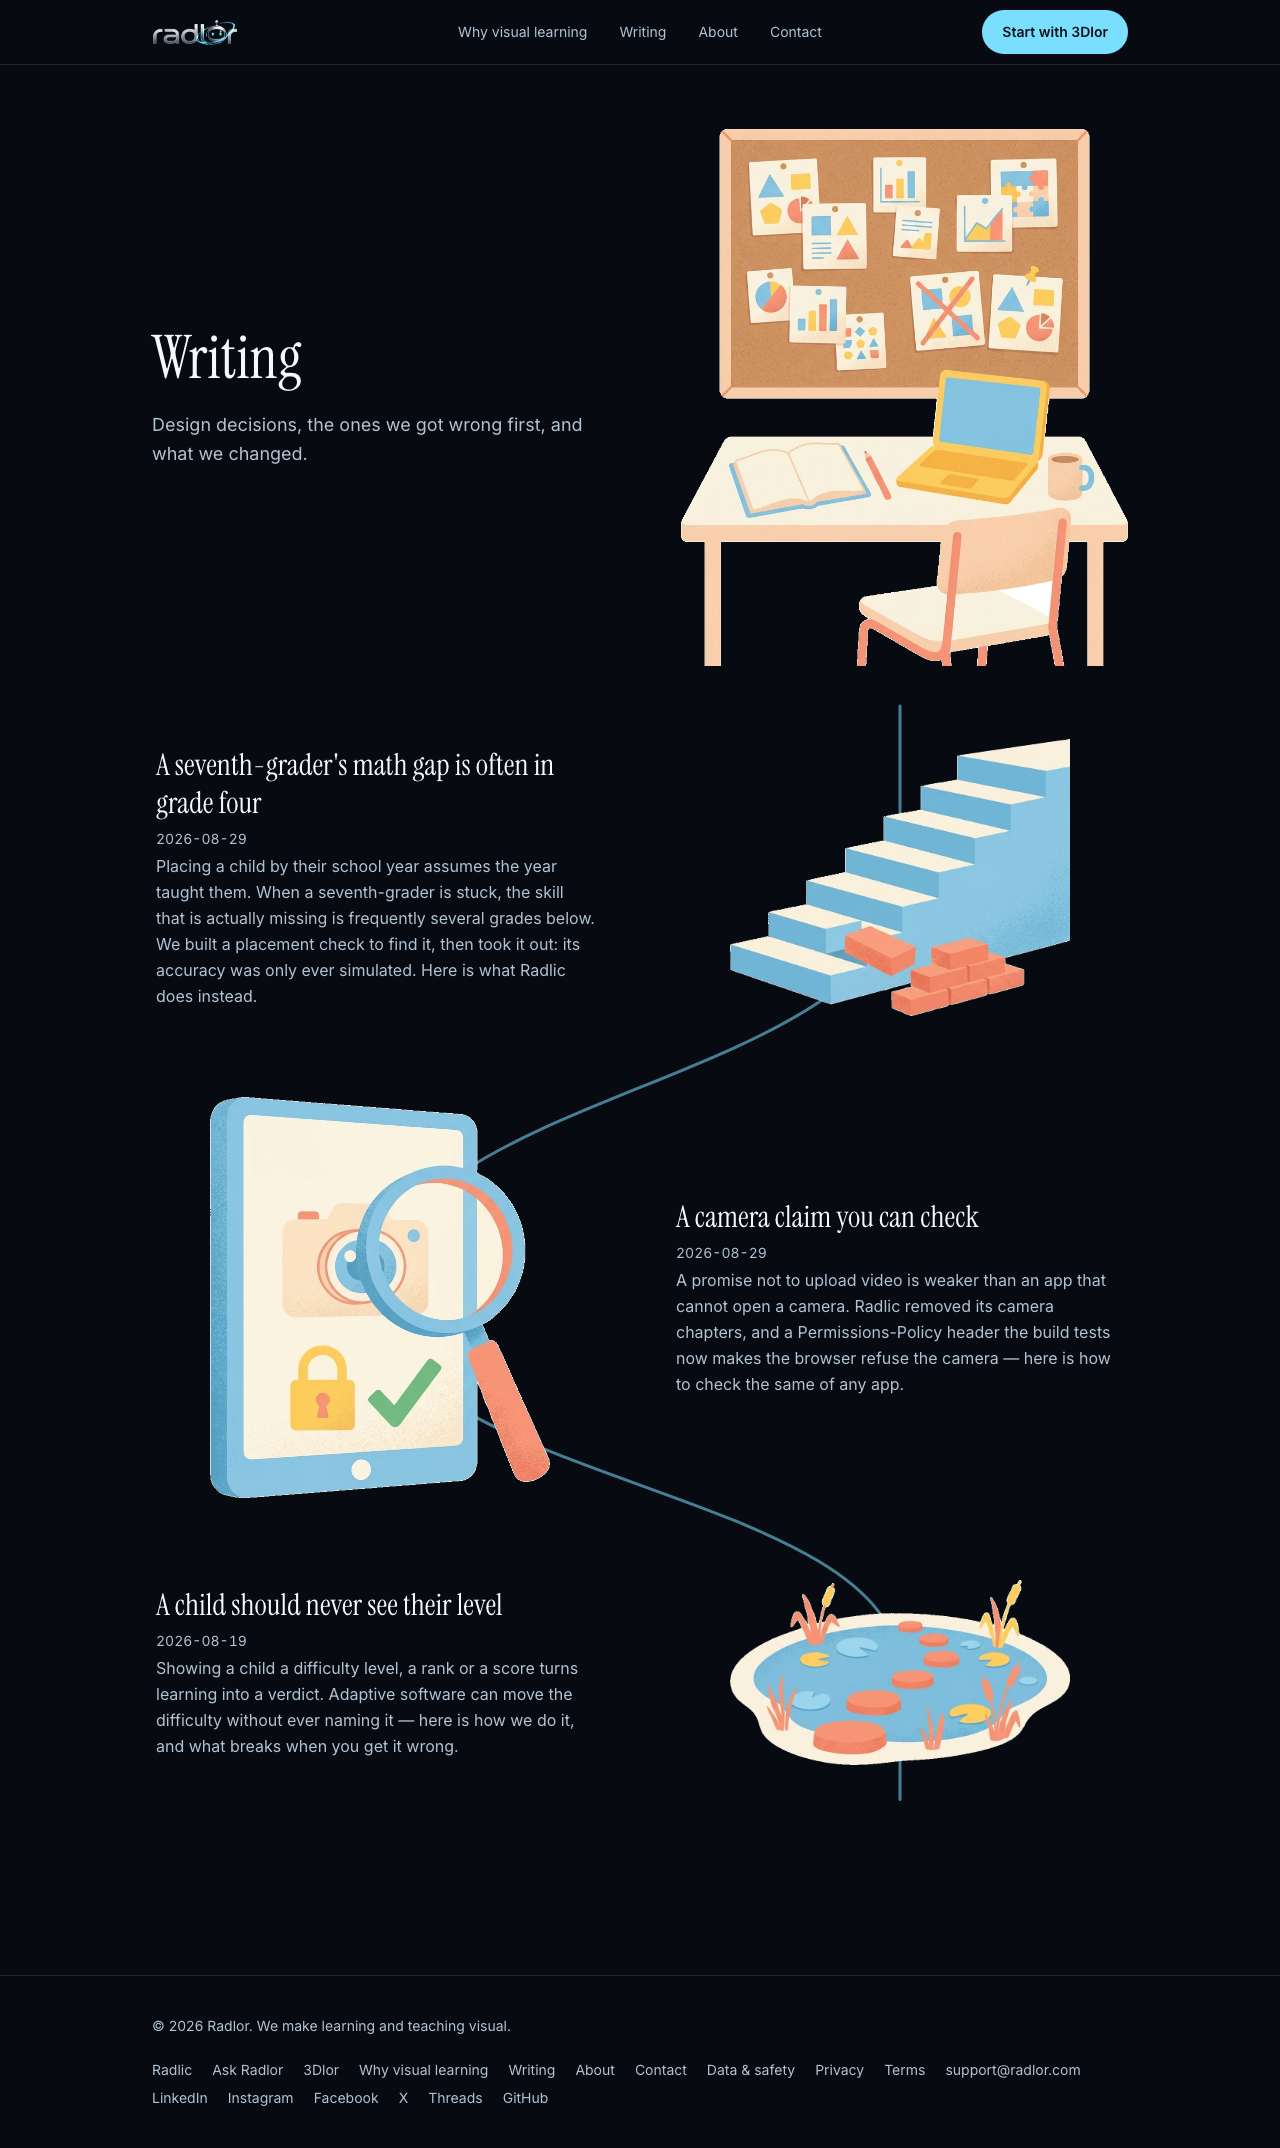 radlor
Why visual learning
Writing
About
Contact
Start with 3Dlor
Writing
Design decisions, the ones we got wrong first, and
what we changed.
A seventh-grader's math gap is often in
grade four
2026-08-29
Placing a child by their school year assumes the year
taught them. When a seventh-grader is stuck, the skill
that is actually missing is frequently several grades below.
We built a placement check to find it, then took it out: its
accuracy was only ever simulated. Here is what Radlic
does instead.
A camera claim you can check
2026-08-29
A promise not to upload video is weaker than an app that
cannot open a camera. Radlic removed its camera
chapters, and a Permissions-Policy header the build tests
now makes the browser refuse the camera — here is how
to check the same of any app.
A child should never see their level
2026-08-19
Showing a child a difficulty level, a rank or a score turns
learning into a verdict. Adaptive software can move the
difficulty without ever naming it — here is how we do it,
and what breaks when you get it wrong.
© 2026 Radlor. We make learning and teaching visual.
Radlic Ask Radlor 3Dlor Why visual learning Writing About Contact Data & safety Privacy Terms support@radlor.com
LinkedIn Instagram Facebook X Threads GitHub